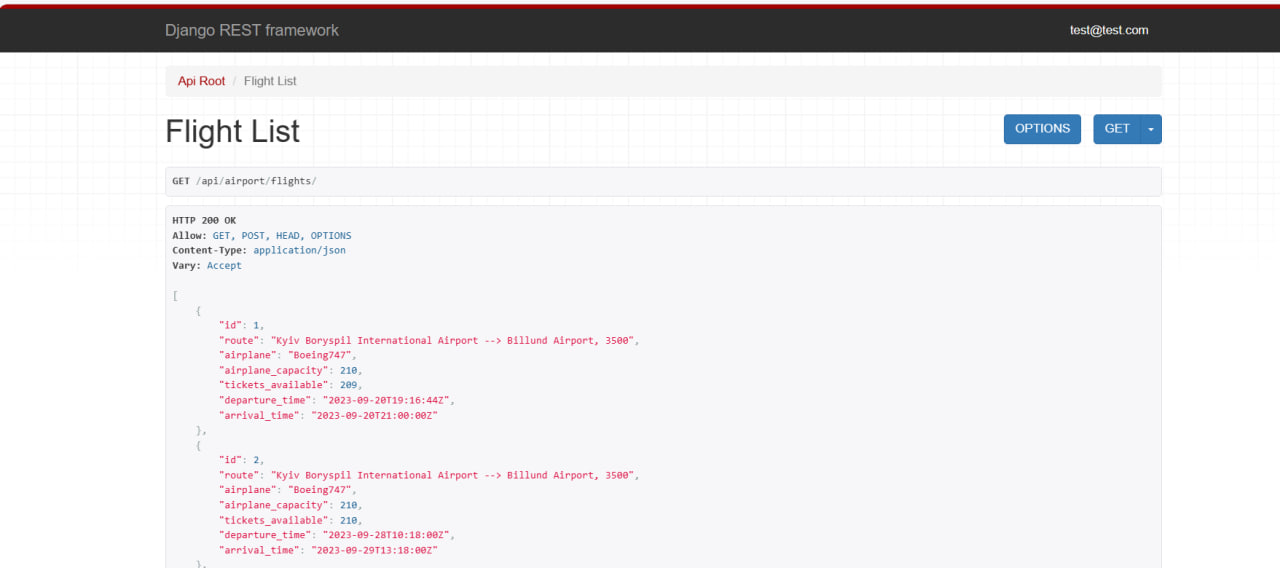 Django REST framework
test@test.com
Api Root / Flight List
Flight List
OPTIONS
GET
GET /api/airport/flights/
HTTP 200 OK
Allow: GET, POST, HEAD, OPTIONS
Content-Type: application/json
Vary: Accept
[
    {
        "id": 1,
        "route": "Kyiv Boryspil International Airport --> Billund Airport, 3500",
        "airplane": "Boeing747",
        "airplane_capacity": 210,
        "tickets_available": 209,
        "departure_time": "2023-09-20T19:16:44Z",
        "arrival_time": "2023-09-20T21:00:00Z"
    },
    {
        "id": 2,
        "route": "Kyiv Boryspil International Airport --> Billund Airport, 3500",
        "airplane": "Boeing747",
        "airplane_capacity": 210,
        "tickets_available": 210,
        "departure_time": "2023-09-28T10:18:00Z",
        "arrival_time": "2023-09-29T13:18:00Z"
    },